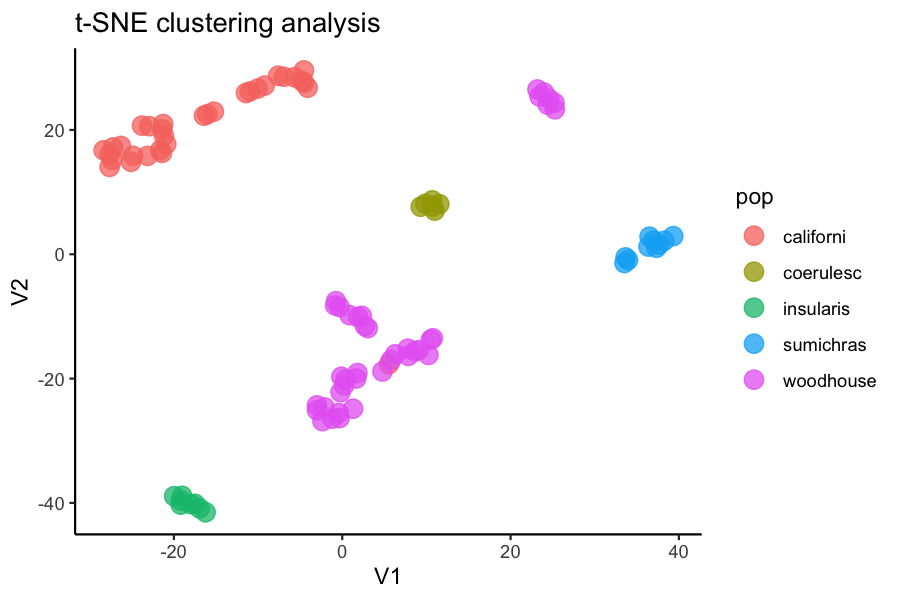 t-SNE clustering analysis
20
0
-20
-40
V2
-20
0
20
40
V1
pop
californi
coerulesc
insularis
sumichras
woodhouse